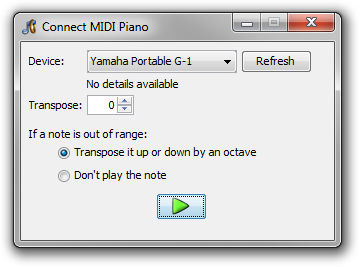 Connect MIDI Piano
Device: Yamaha Portable G-1 Refresh
No details available
Transpose: 0
If a note is out of range:
Transpose it up or down by an octave
Don't play the note